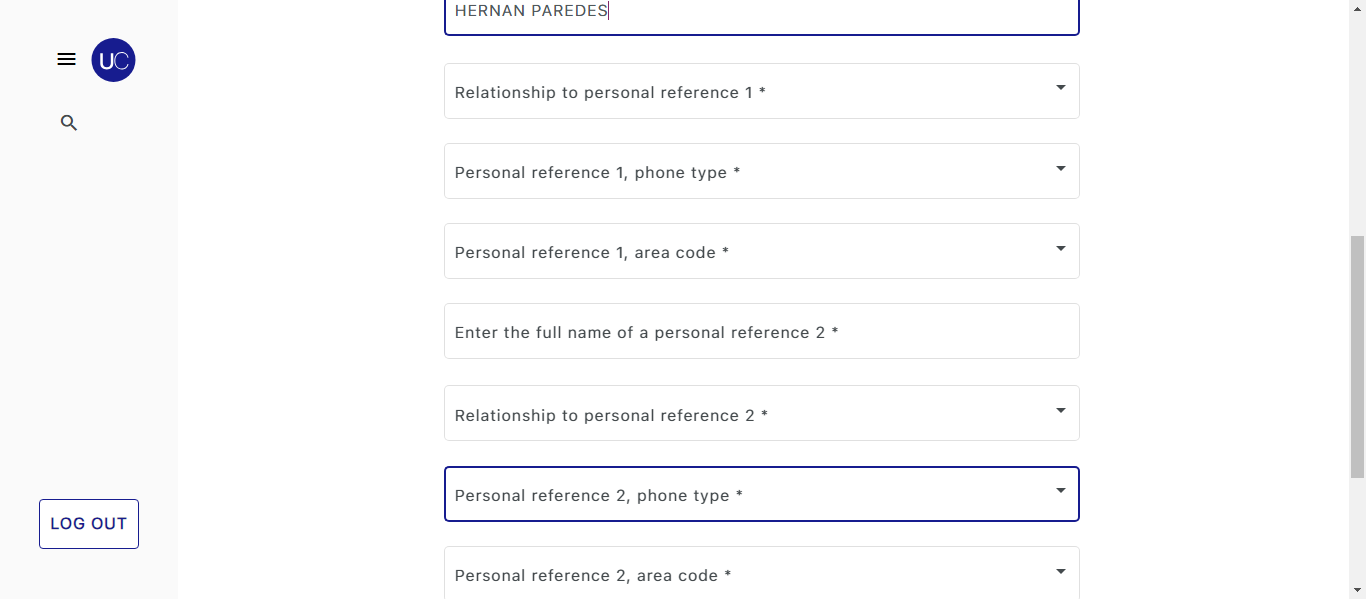 HERNAN PAREDES
UC
Relationship to personal reference 1 *
Personal reference 1, phone type *
Personal reference 1, area code *
Enter the full name of a personal reference 2 *
Relationship to personal reference 2 *
Personal reference 2, phone type *
LOG OUT
Personal reference 2, area code *